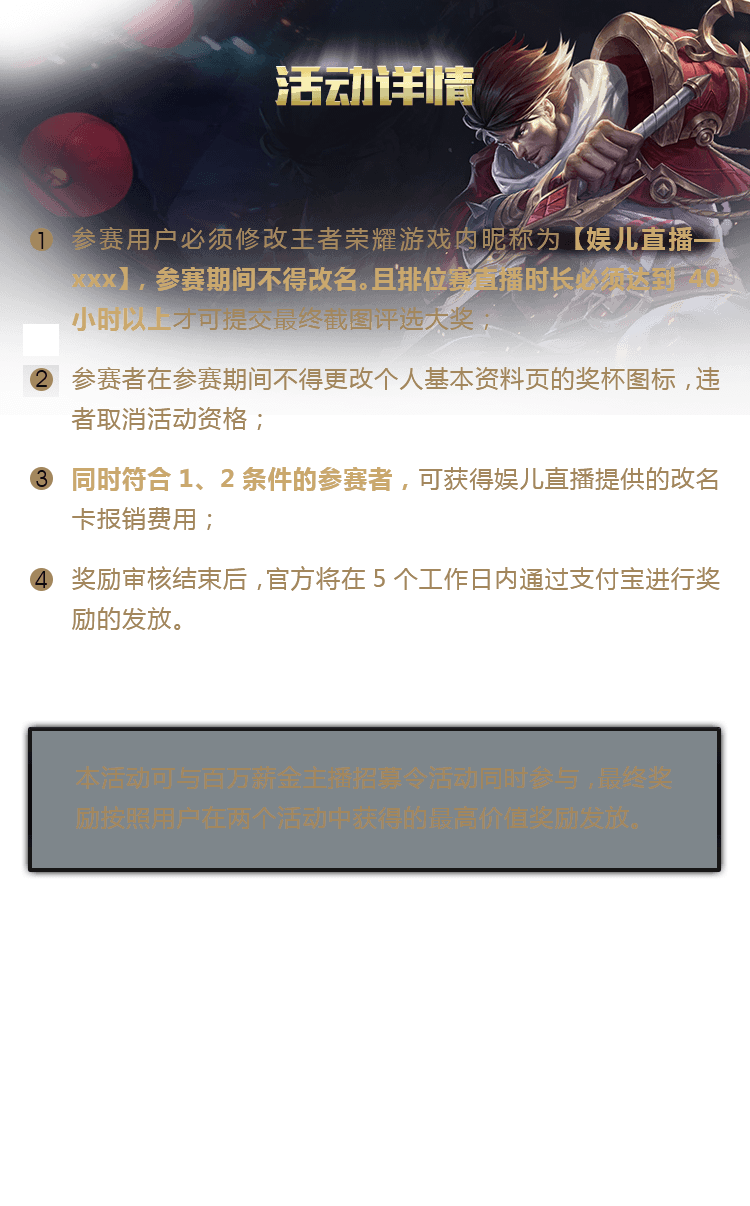 活动详情
1 参赛用户必须修改王者荣耀游戏内昵称为【娱儿直播—
xxx】，参赛期间不得改名。且排位赛直播时长必须达到 40
小时以上才可提交最终截图评选大奖；
2 参赛者在参赛期间不得更改个人基本资料页的奖杯图标，违
者取消活动资格；
3 同时符合 1、2 条件的参赛者，可获得娱儿直播提供的改名
卡报销费用；
4 奖励审核结束后，官方将在 5 个工作日内通过支付宝进行奖
励的发放。
本活动可与百万薪金主播招募令活动同时参与，最终奖
励按照用户在两个活动中获得的最高价值奖励发放。